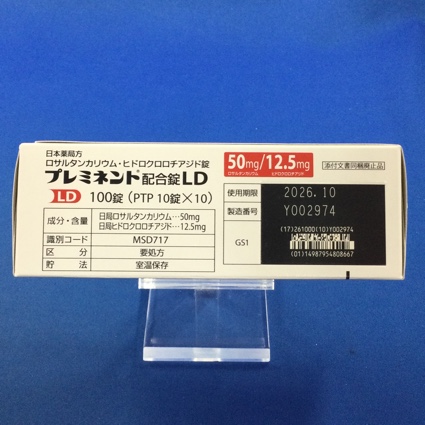 日本薬局方
ロサルタンカリウム・ヒドロクロロチアジド錠
プレミネント配合錠LD
LD 100錠 (PTP 10錠×10)
成分・含量 日局ロサルタンカリウム…50mg
日局ヒドロクロロチアジド…12.5mg
識別コード MSD717
区分 要処方
貯法 室温保存
50mg/12.5mg
ロサルタンカリウム ヒドロクロロチアジド
添付文書同梱廃止品
使用期限 2026.10
製造番号 Y002974
GS1
(17)261000(10)Y002974
(01)14987954808667